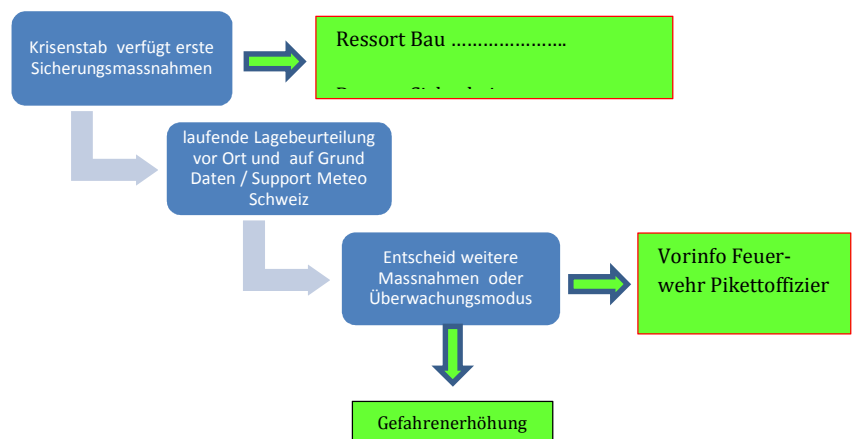 Krisenstab verfügt erste
Sicherungsmassnahmen
Ressort Bau …………………
laufende Lagebeurteilung
vor Ort und auf Grund
Daten / Support Meteo
Schweiz
Entscheid weitere
Massnahmen oder
Überwachungsmodus
Vorinfo Feuer-
wehr Pikettoffizier
Gefahrenerhöhung